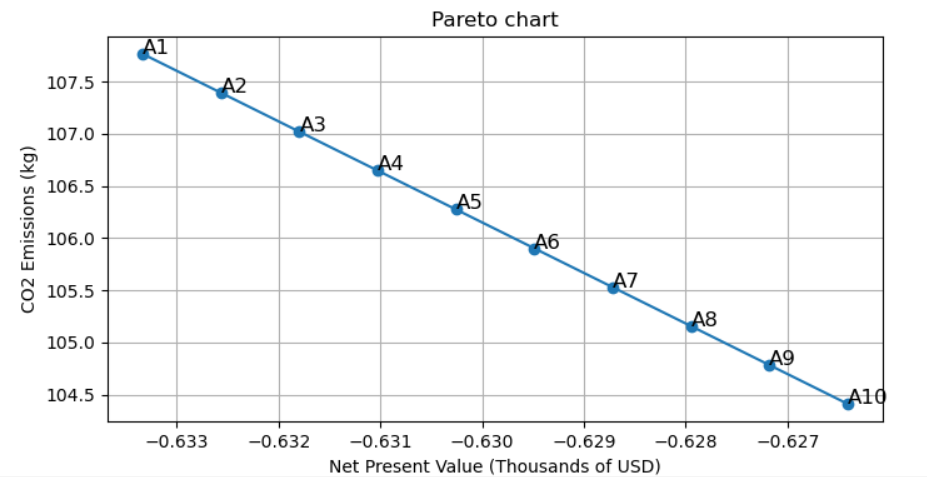 Pareto chart
A1
A2
A3
A4
A5
A6
A7
A8
A9
A10
107.5
107.0
106.5
106.0
105.5
105.0
104.5
CO2 Emissions (kg)
−0.633 −0.632 −0.631 −0.630 −0.629 −0.628 −0.627
Net Present Value (Thousands of USD)